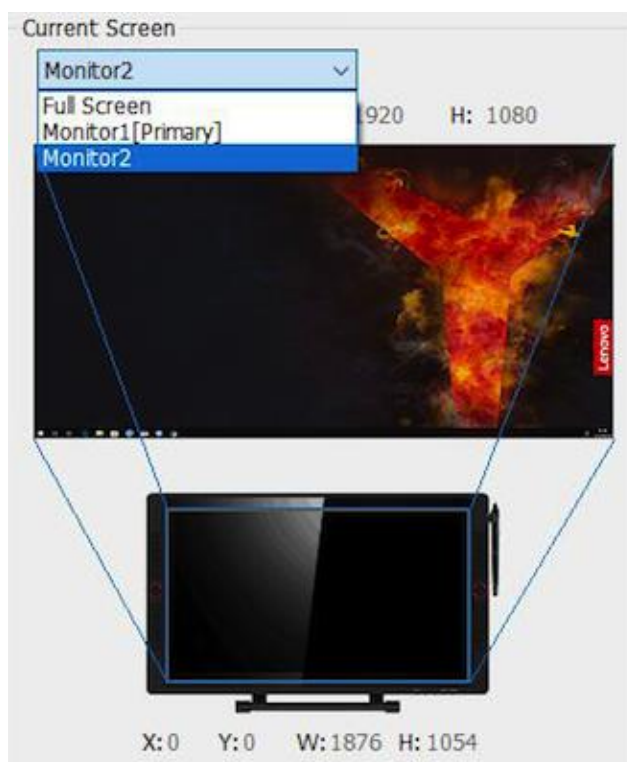 Current Screen
Monitor2
Full Screen
Monitor1[Primary]
Monitor2
1920 H: 1080
Lenovo
X: 0 Y: 0 W: 1876 H: 1054